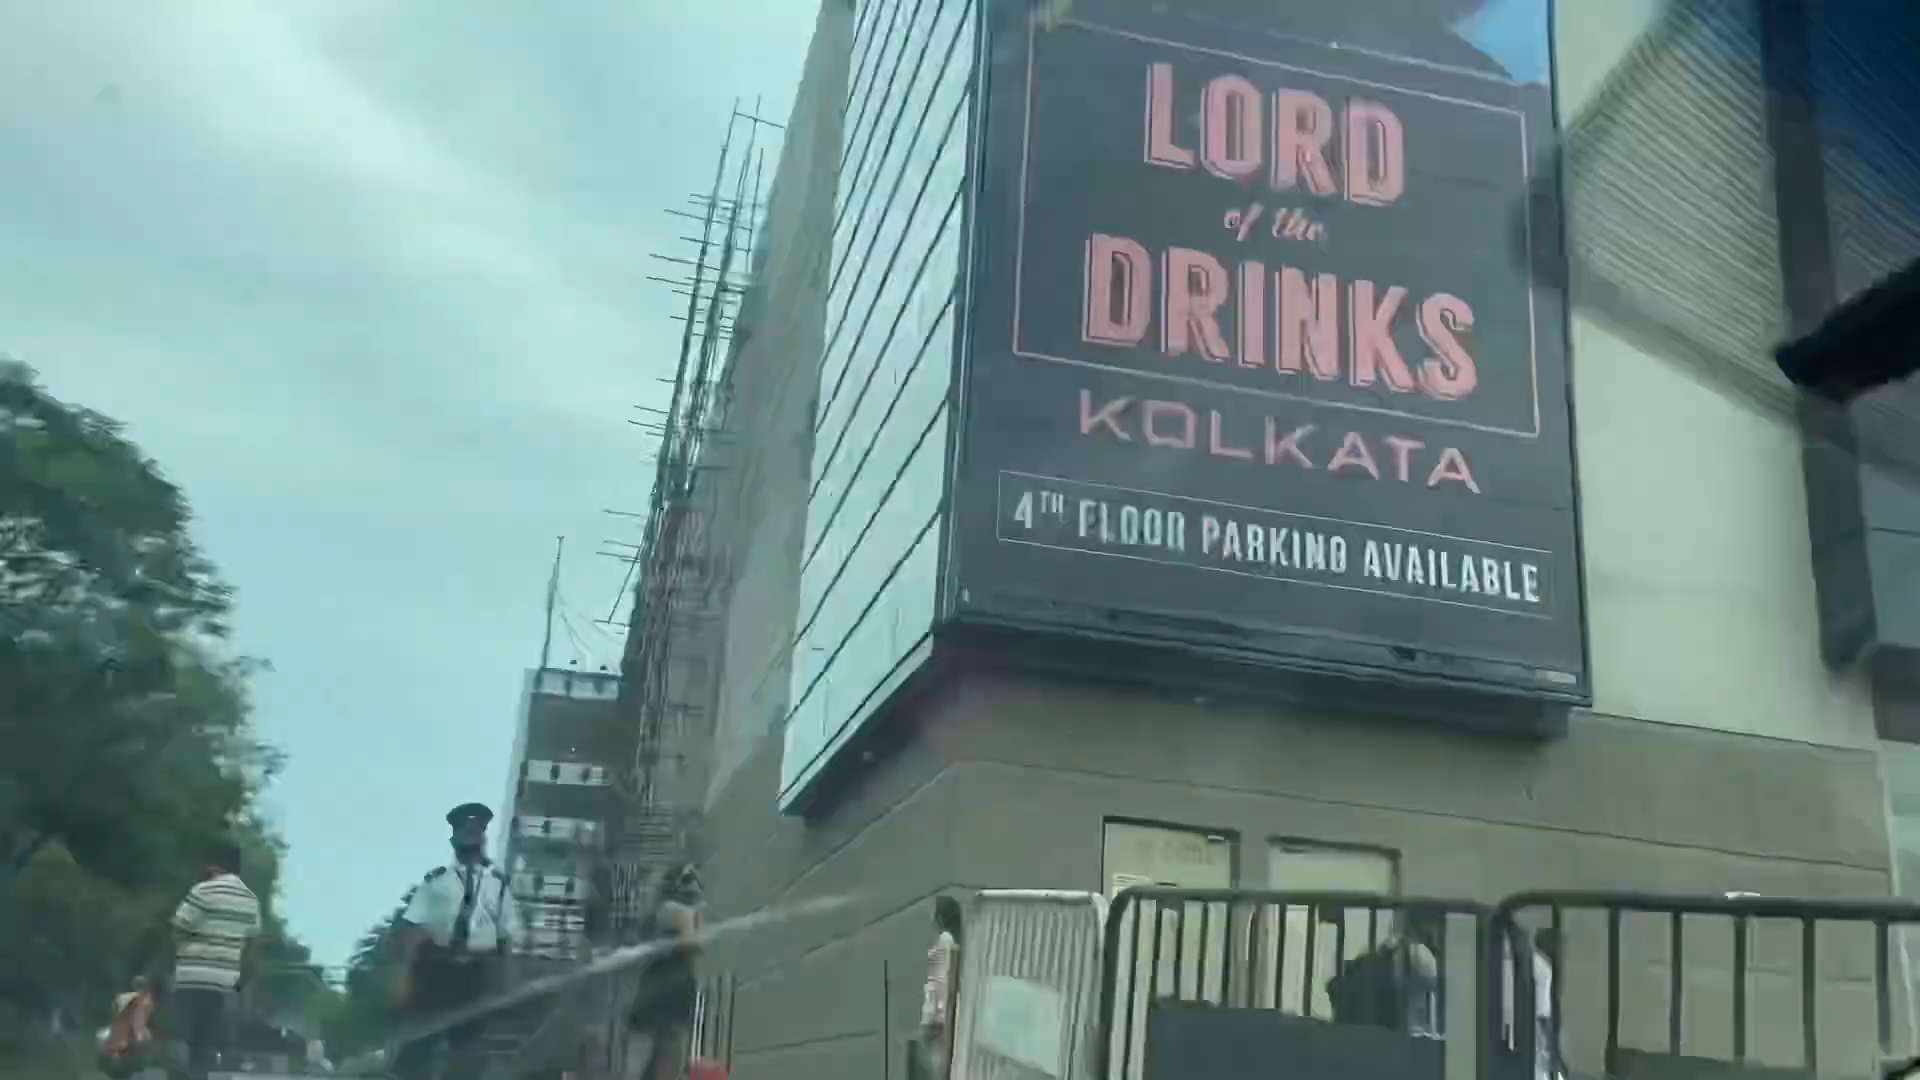 LORD
of the
DRINKS
KOLKATA
4TH FLOOR PARKING AVAILABLE